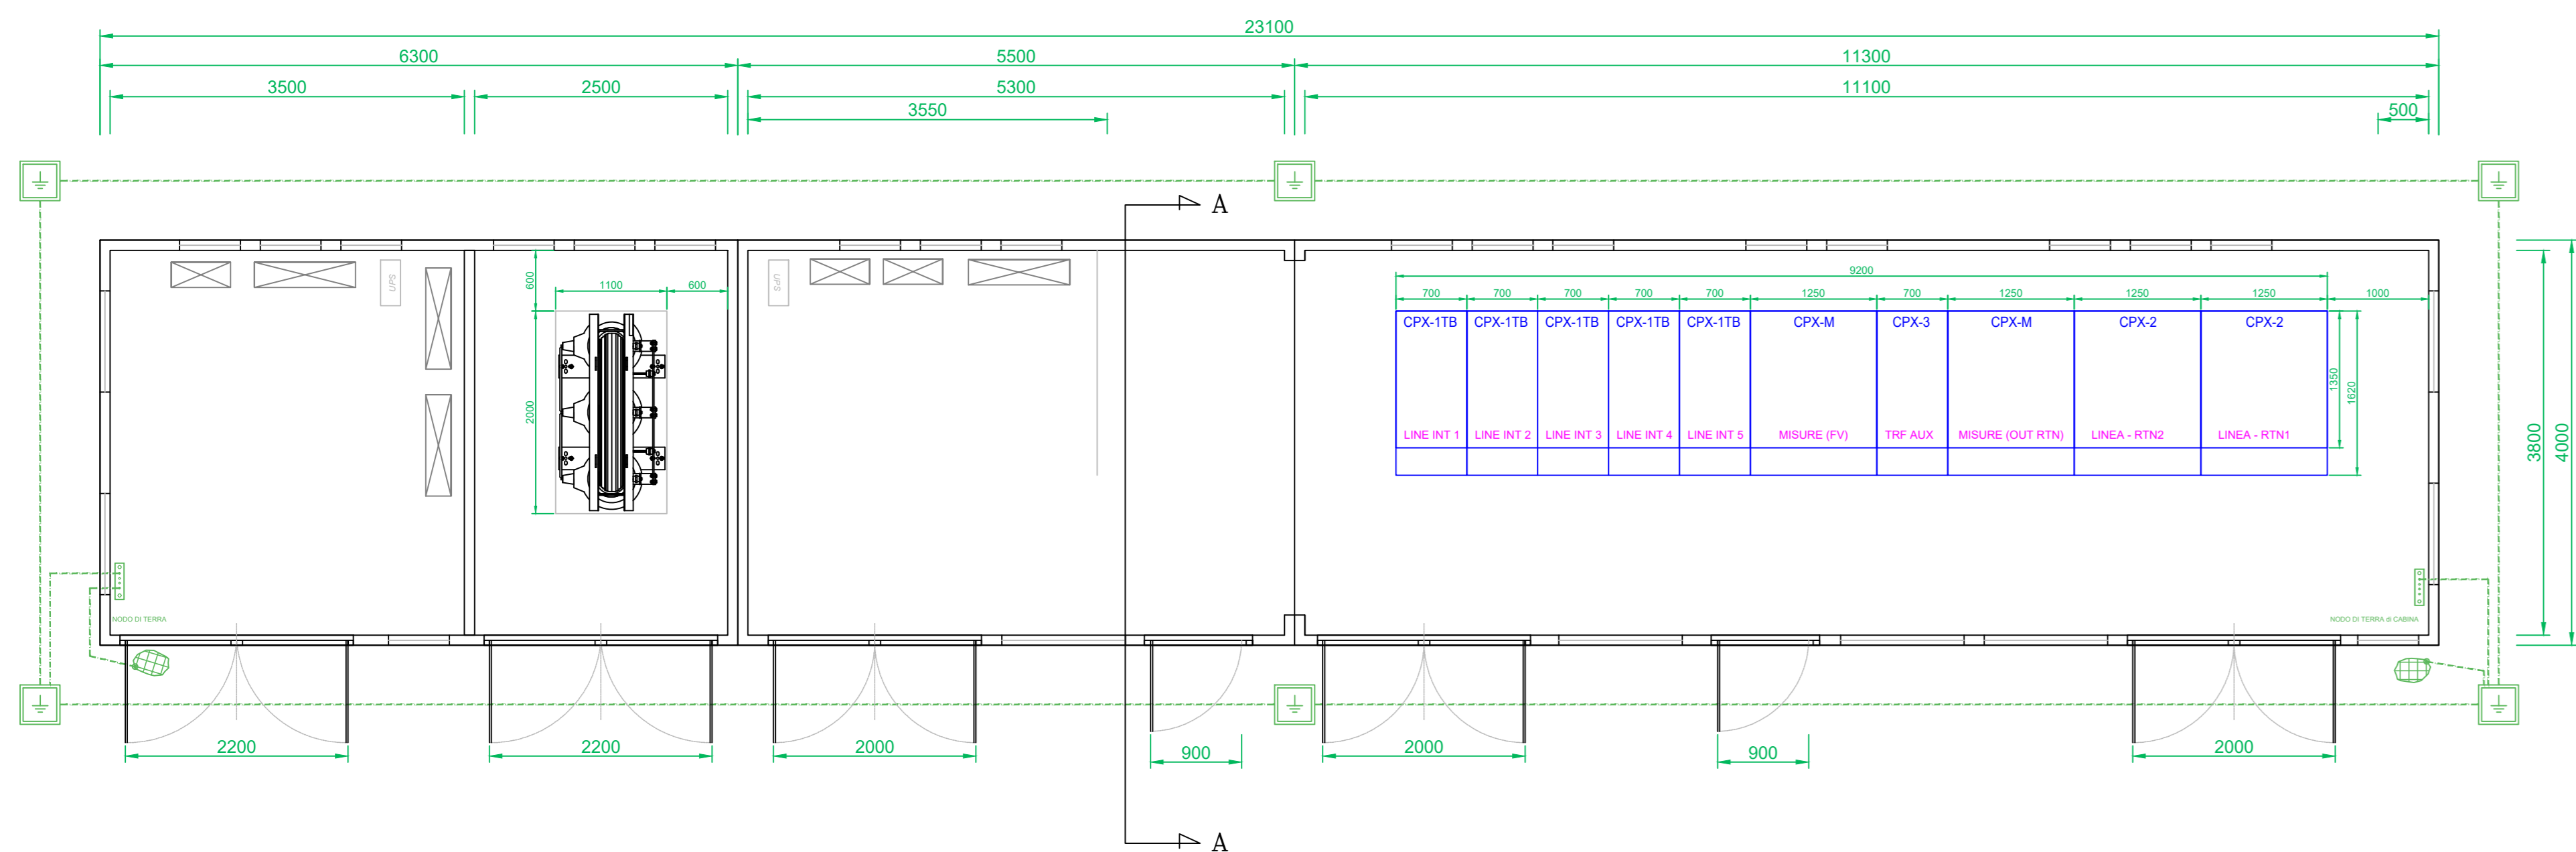 23100
6300 5500 11300
3500 2500 5300 11100
3550 500
A
UPS UPS
600 1100 600
2000
9200
700 700 700 700 700 1250 700 1250 1250 1250 1000
CPX-1TB CPX-1TB CPX-1TB CPX-1TB CPX-1TB CPX-M CPX-3 CPX-M CPX-2 CPX-2
1350 1620
LINE INT 1 LINE INT 2 LINE INT 3 LINE INT 4 LINE INT 5 MISURE (FV) TRF AUX MISURE (OUT RTN) LINEA - RTN2 LINEA - RTN1
3800 4000
NODO DI TERRA NODO DI TERRA di CABINA
2200 2200 2000 900 2000 900 2000
A